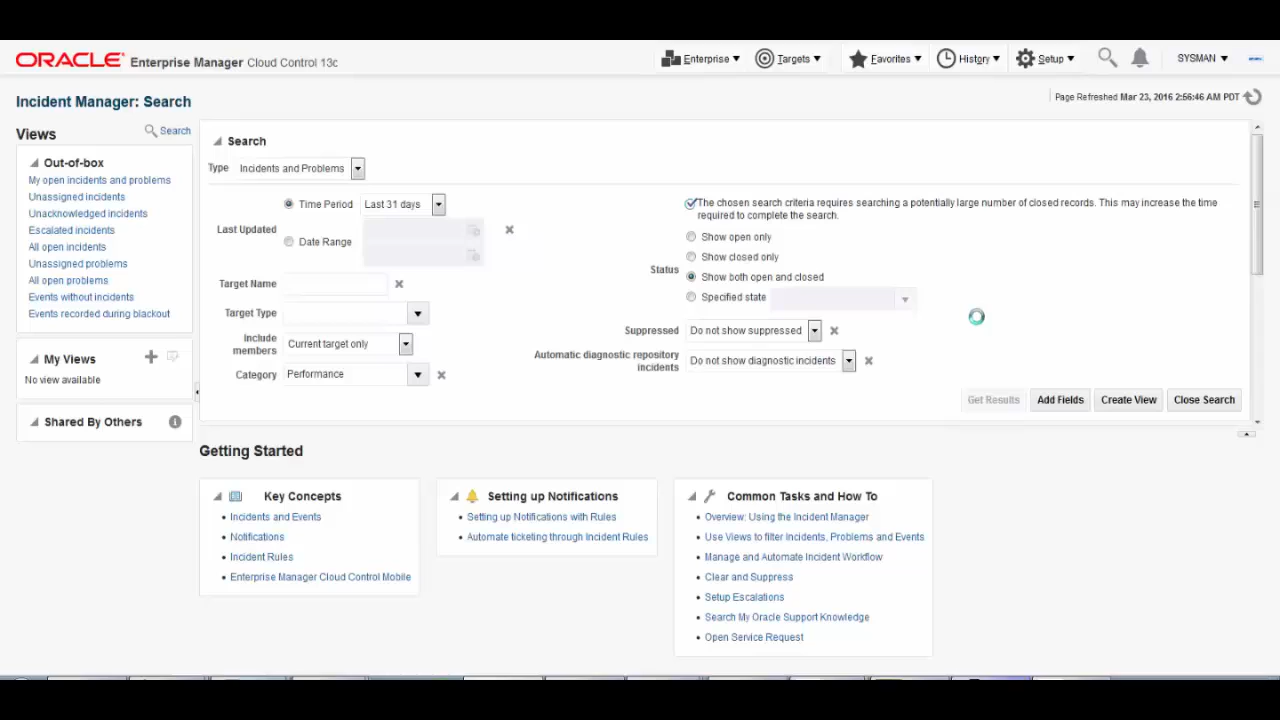 ORACLE Enterprise Manager Cloud Control 13c
Enterprise Targets Favorites History Setup SYSMAN
Incident Manager: Search
Page Refreshed Mar 23, 2016 2:56:46 AM PDT
Views
Search
Out-of-box
My open incidents and problems
Unassigned incidents
Unacknowledged incidents
Escalated incidents
All open incidents
Unassigned problems
All open problems
Events without incidents
Events recorded during blackout
My Views
No view available
Shared By Others
Search
Type Incidents and Problems
Last Updated
Time Period Last 31 days
Date Range
Target Name
Target Type
Include members Current target only
Category Performance
The chosen search criteria requires searching a potentially large number of closed records. This may increase the time
required to complete the search.
Status
Show open only
Show closed only
Show both open and closed
Specified state
Suppressed Do not show suppressed
Automatic diagnostic repository
incidents
Do not show diagnostic incidents
Get Results Add Fields Create View Close Search
Getting Started
Key Concepts
Incidents and Events
Notifications
Incident Rules
Enterprise Manager Cloud Control Mobile
Setting up Notifications
Setting up Notifications with Rules
Automate ticketing through Incident Rules
Common Tasks and How To
Overview: Using the Incident Manager
Use Views to filter Incidents, Problems and Events
Manage and Automate Incident Workflow
Clear and Suppress
Setup Escalations
Search My Oracle Support Knowledge
Open Service Request